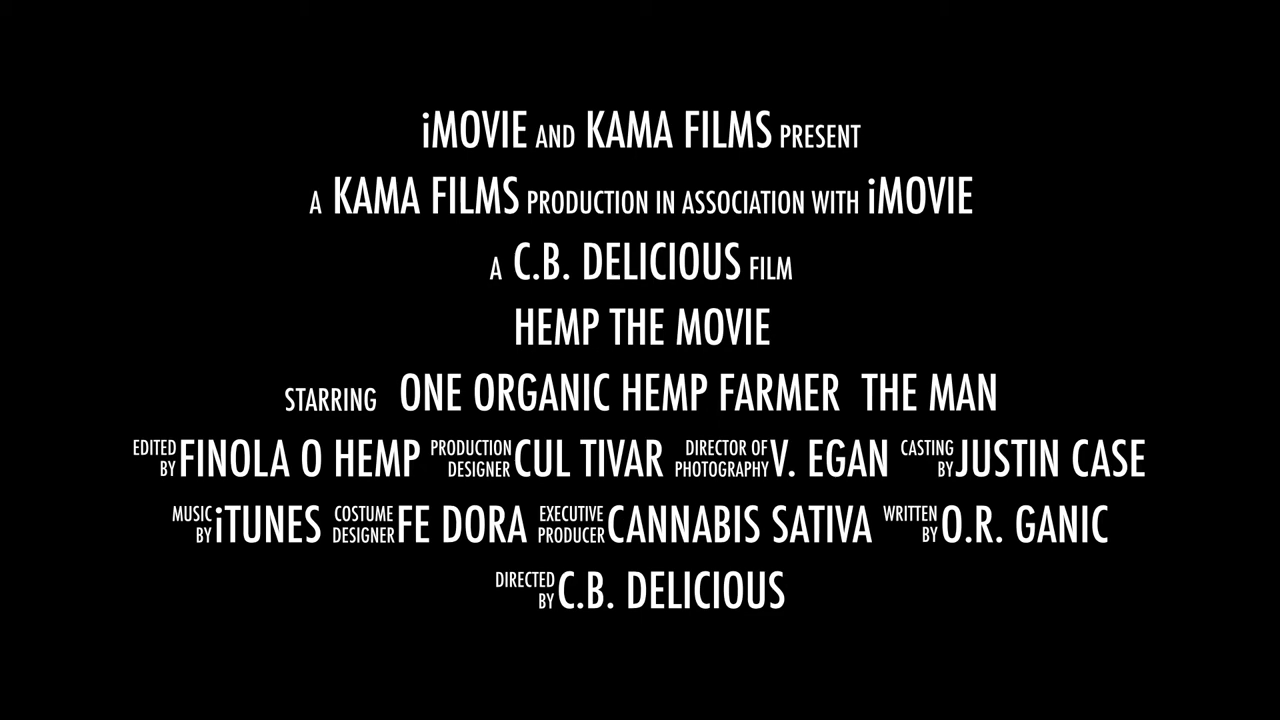 iMOVIE AND KAMA FILMS PRESENT
A KAMA FILMS PRODUCTION IN ASSOCIATION WITH iMOVIE
A C.B. DELICIOUS FILM
HEMP THE MOVIE
STARRING ONE ORGANIC HEMP FARMER THE MAN
EDITED BY FINOLA O HEMP PRODUCTION DESIGNER CUL TIVAR DIRECTOR OF PHOTOGRAPHY V. EGAN CASTING BY JUSTIN CASE
MUSIC BY iTUNES COSTUME DESIGNER FE DORA EXECUTIVE PRODUCER CANNABIS SATIVA WRITTEN BY O.R. GANIC
DIRECTED BY C.B. DELICIOUS